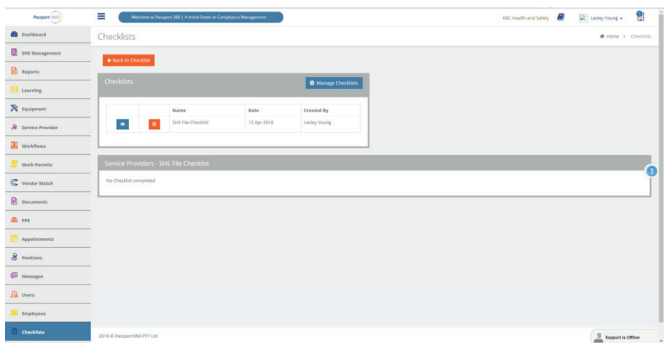 Passport 360
Welcome to Passport 360 | A trend Setter in Compliance Management
KBC Health and Safety
Lesley Young
Dashboard
Checklists
Home > Checklists
SHE Management
Back to Checklist
Reports
Checklists
Manage Checklists
Learning
Equipment
Name Date Created By
SHE File Checklist 12 Apr 2018 Lesley Young
Service Provider
Workflows
Work Permits
Service Providers - SHE File Checklist
2
Vendor Match
No Checklist completed
Documents
PPE
Appointments
Positions
Messages
Users
Employees
Checklists
2018 © Passport360 PTY Ltd
Support is Offline